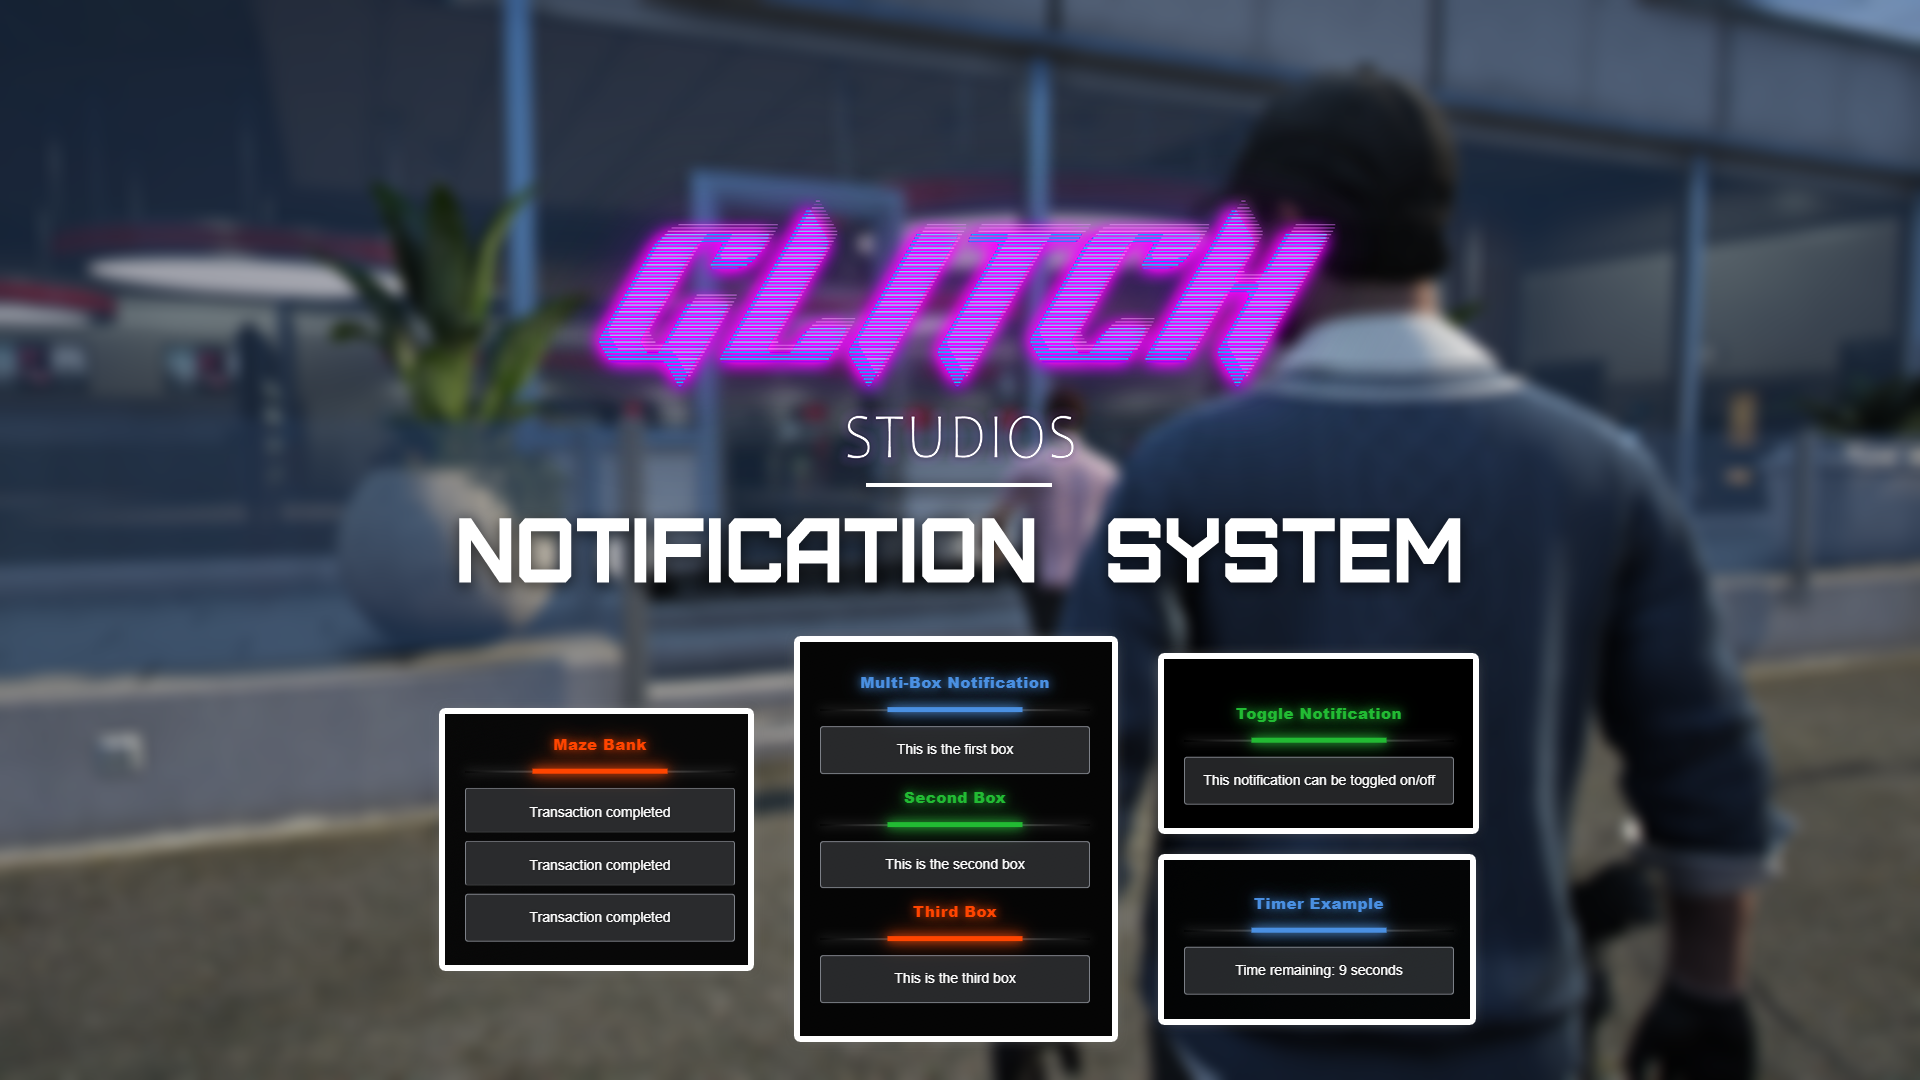 GLITCH
STUDIOS
NOTIFICATION SYSTEM
Maze Bank
Transaction completed
Transaction completed
Transaction completed
Multi-Box Notification
This is the first box
Second Box
This is the second box
Third Box
This is the third box
Toggle Notification
This notification can be toggled on/off
Timer Example
Time remaining: 9 seconds